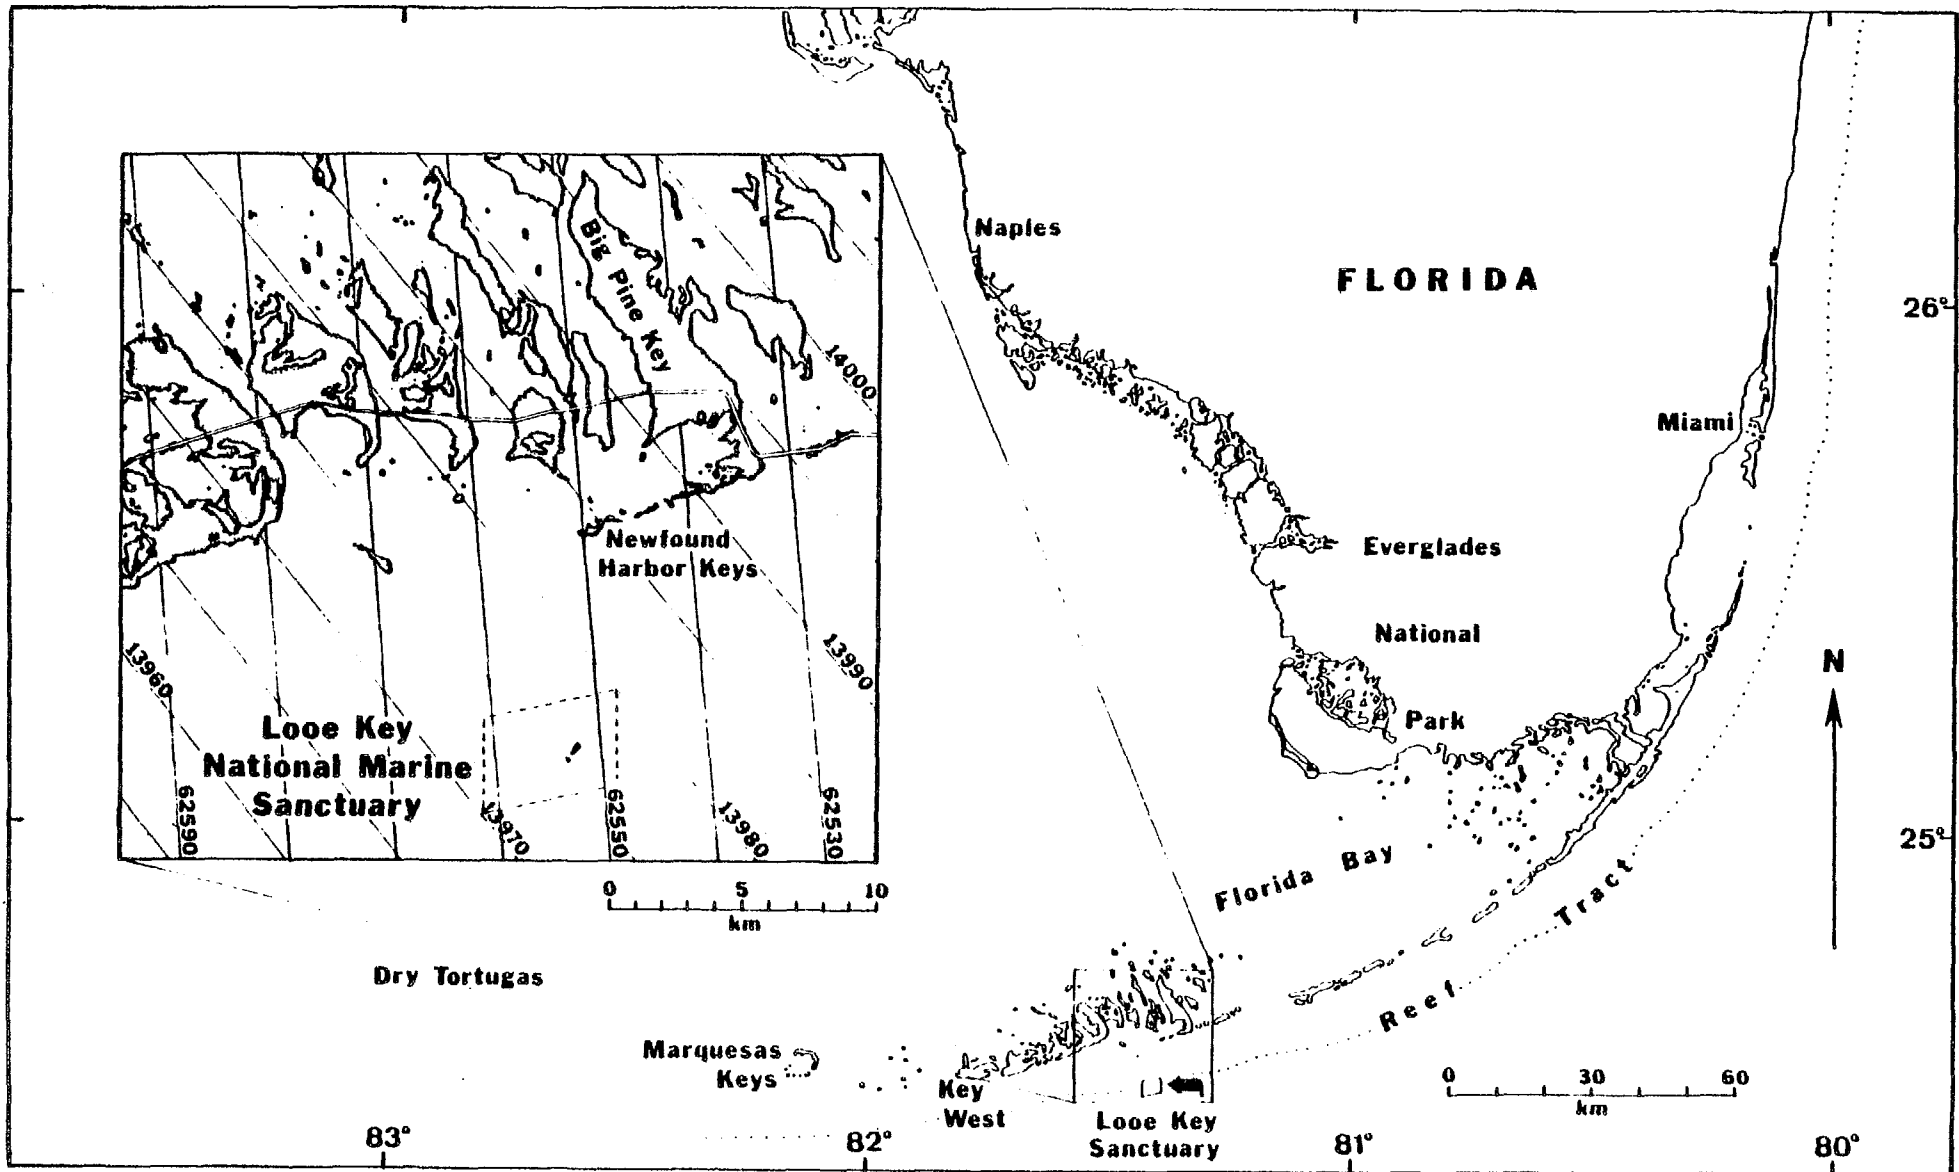 Naples
FLORIDA
26°
Miami
Everglades
National
Park
N
25°
Florida Bay
Reef Tract
Big Pine Key
14000
Newfound
Harbor Keys
13990
13960
Looe Key
National Marine
Sanctuary
62590
13970
62550
13980
62530
0 5 10
km
Dry Tortugas
Marquesas
Keys
Key
West
Looe Key
Sanctuary
0 30 60
km
83° 82° 81° 80°